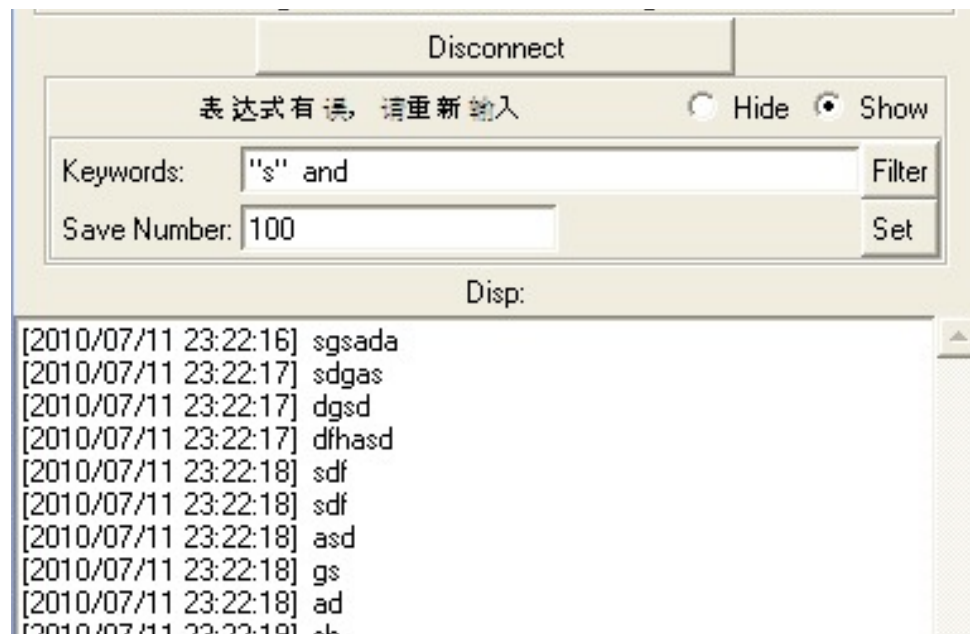 Disconnect
表达式有误, 请重新输入 Hide Show
Keywords: "s" and Filter
Save Number: 100 Set
Disp:
[2010/07/11 23:22:16] sgsada
[2010/07/11 23:22:17] sdgas
[2010/07/11 23:22:17] dgsd
[2010/07/11 23:22:17] dfhasd
[2010/07/11 23:22:18] sdf
[2010/07/11 23:22:18] sdf
[2010/07/11 23:22:18] asd
[2010/07/11 23:22:18] gs
[2010/07/11 23:22:18] ad